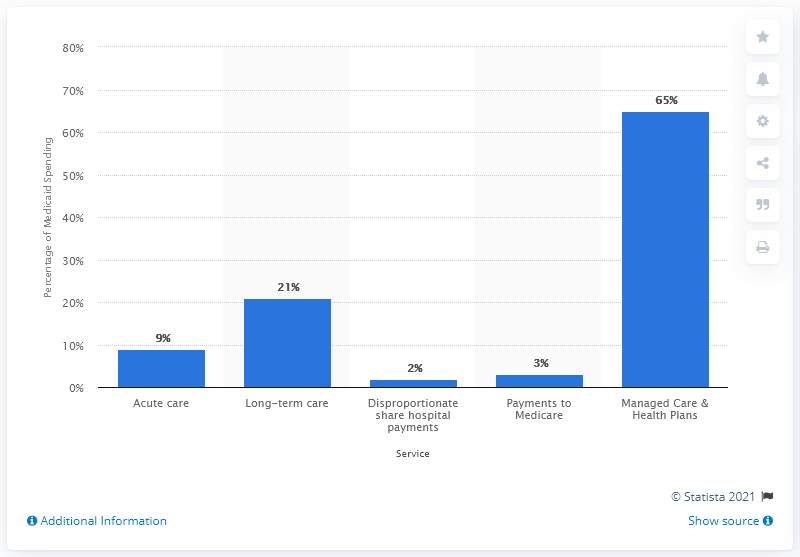 80%
70%
60%
50%
40%
30%
20%
10%
0%
Percentage of Medicaid Spending
9%
21%
2%
3%
65%
Acute care
Long-term care
Disproportionate
share hospital
payments
Payments to
Medicare
Managed Care &
Health Plans
Service
© Statista 2021
Additional Information
Show source